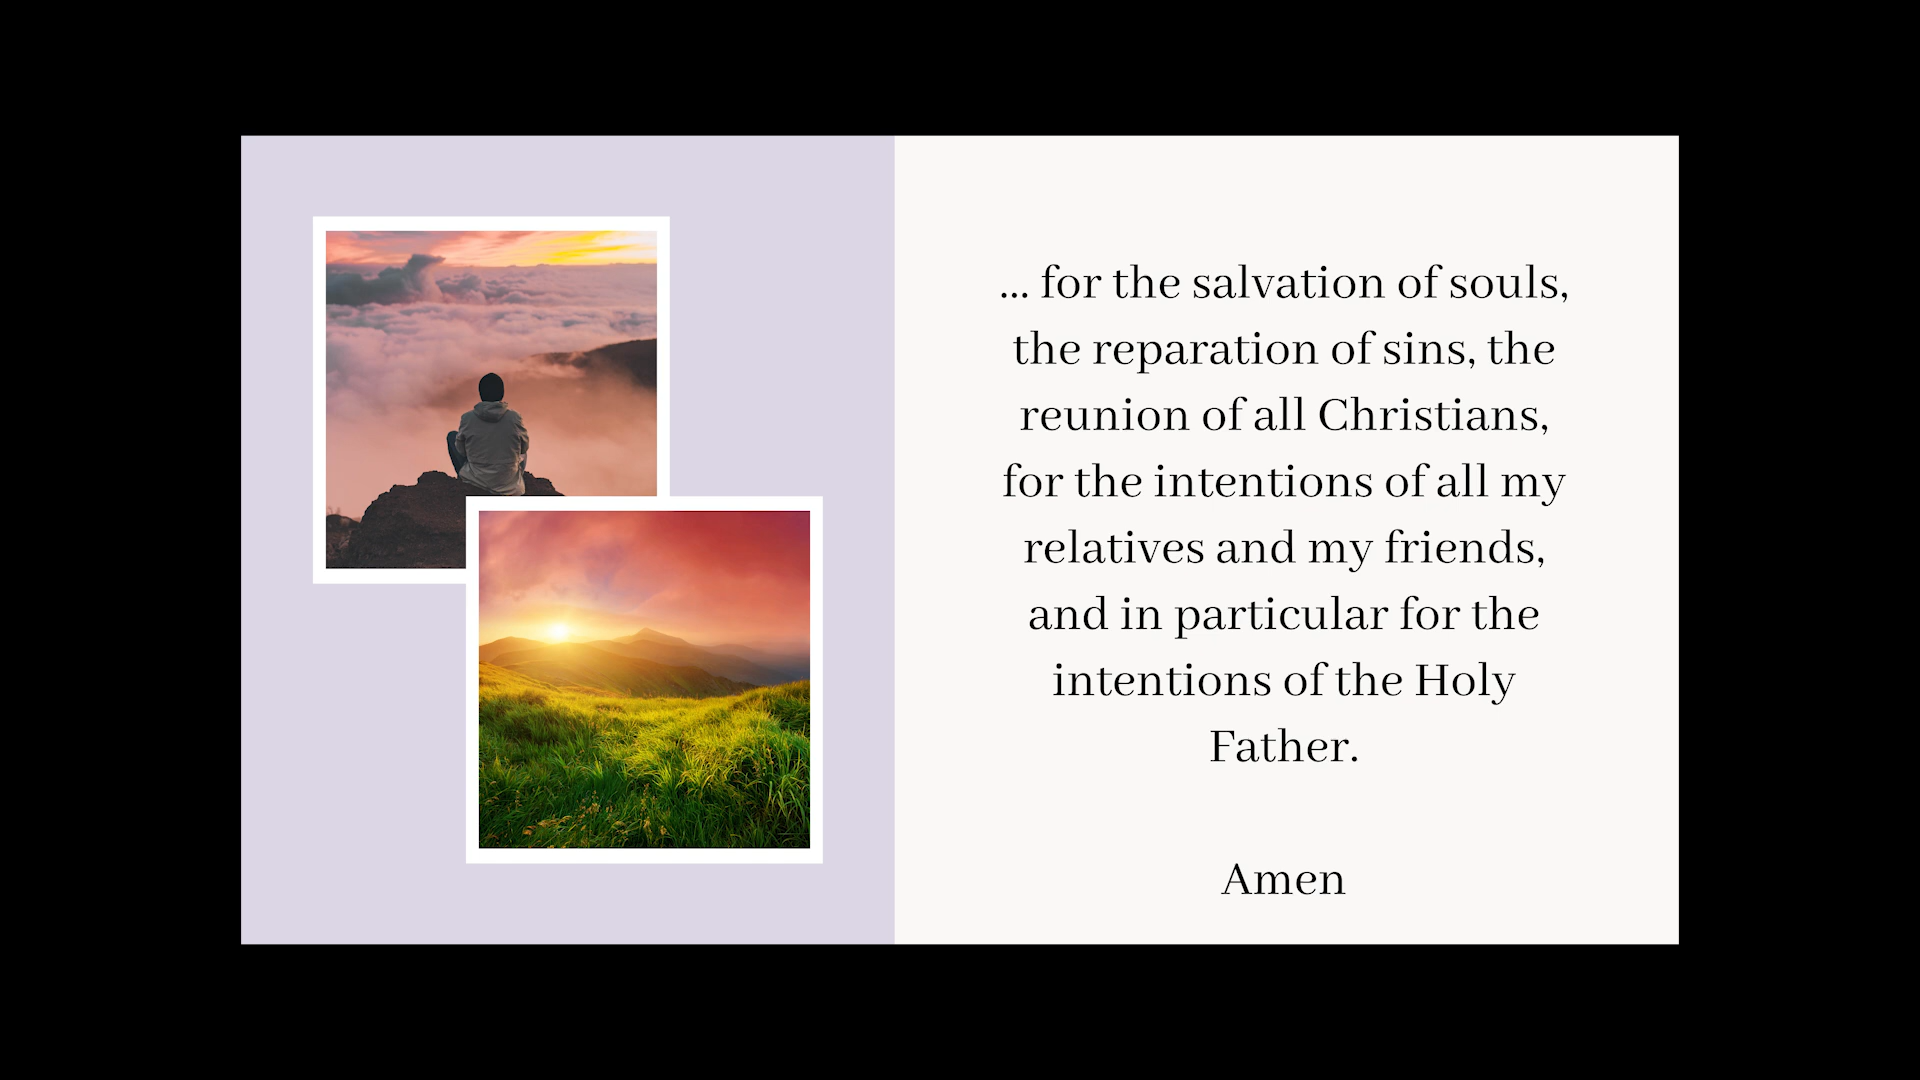 ... for the salvation of souls,
the reparation of sins, the
reunion of all Christians,
for the intentions of all my
relatives and my friends,
and in particular for the
intentions of the Holy
Father.
Amen